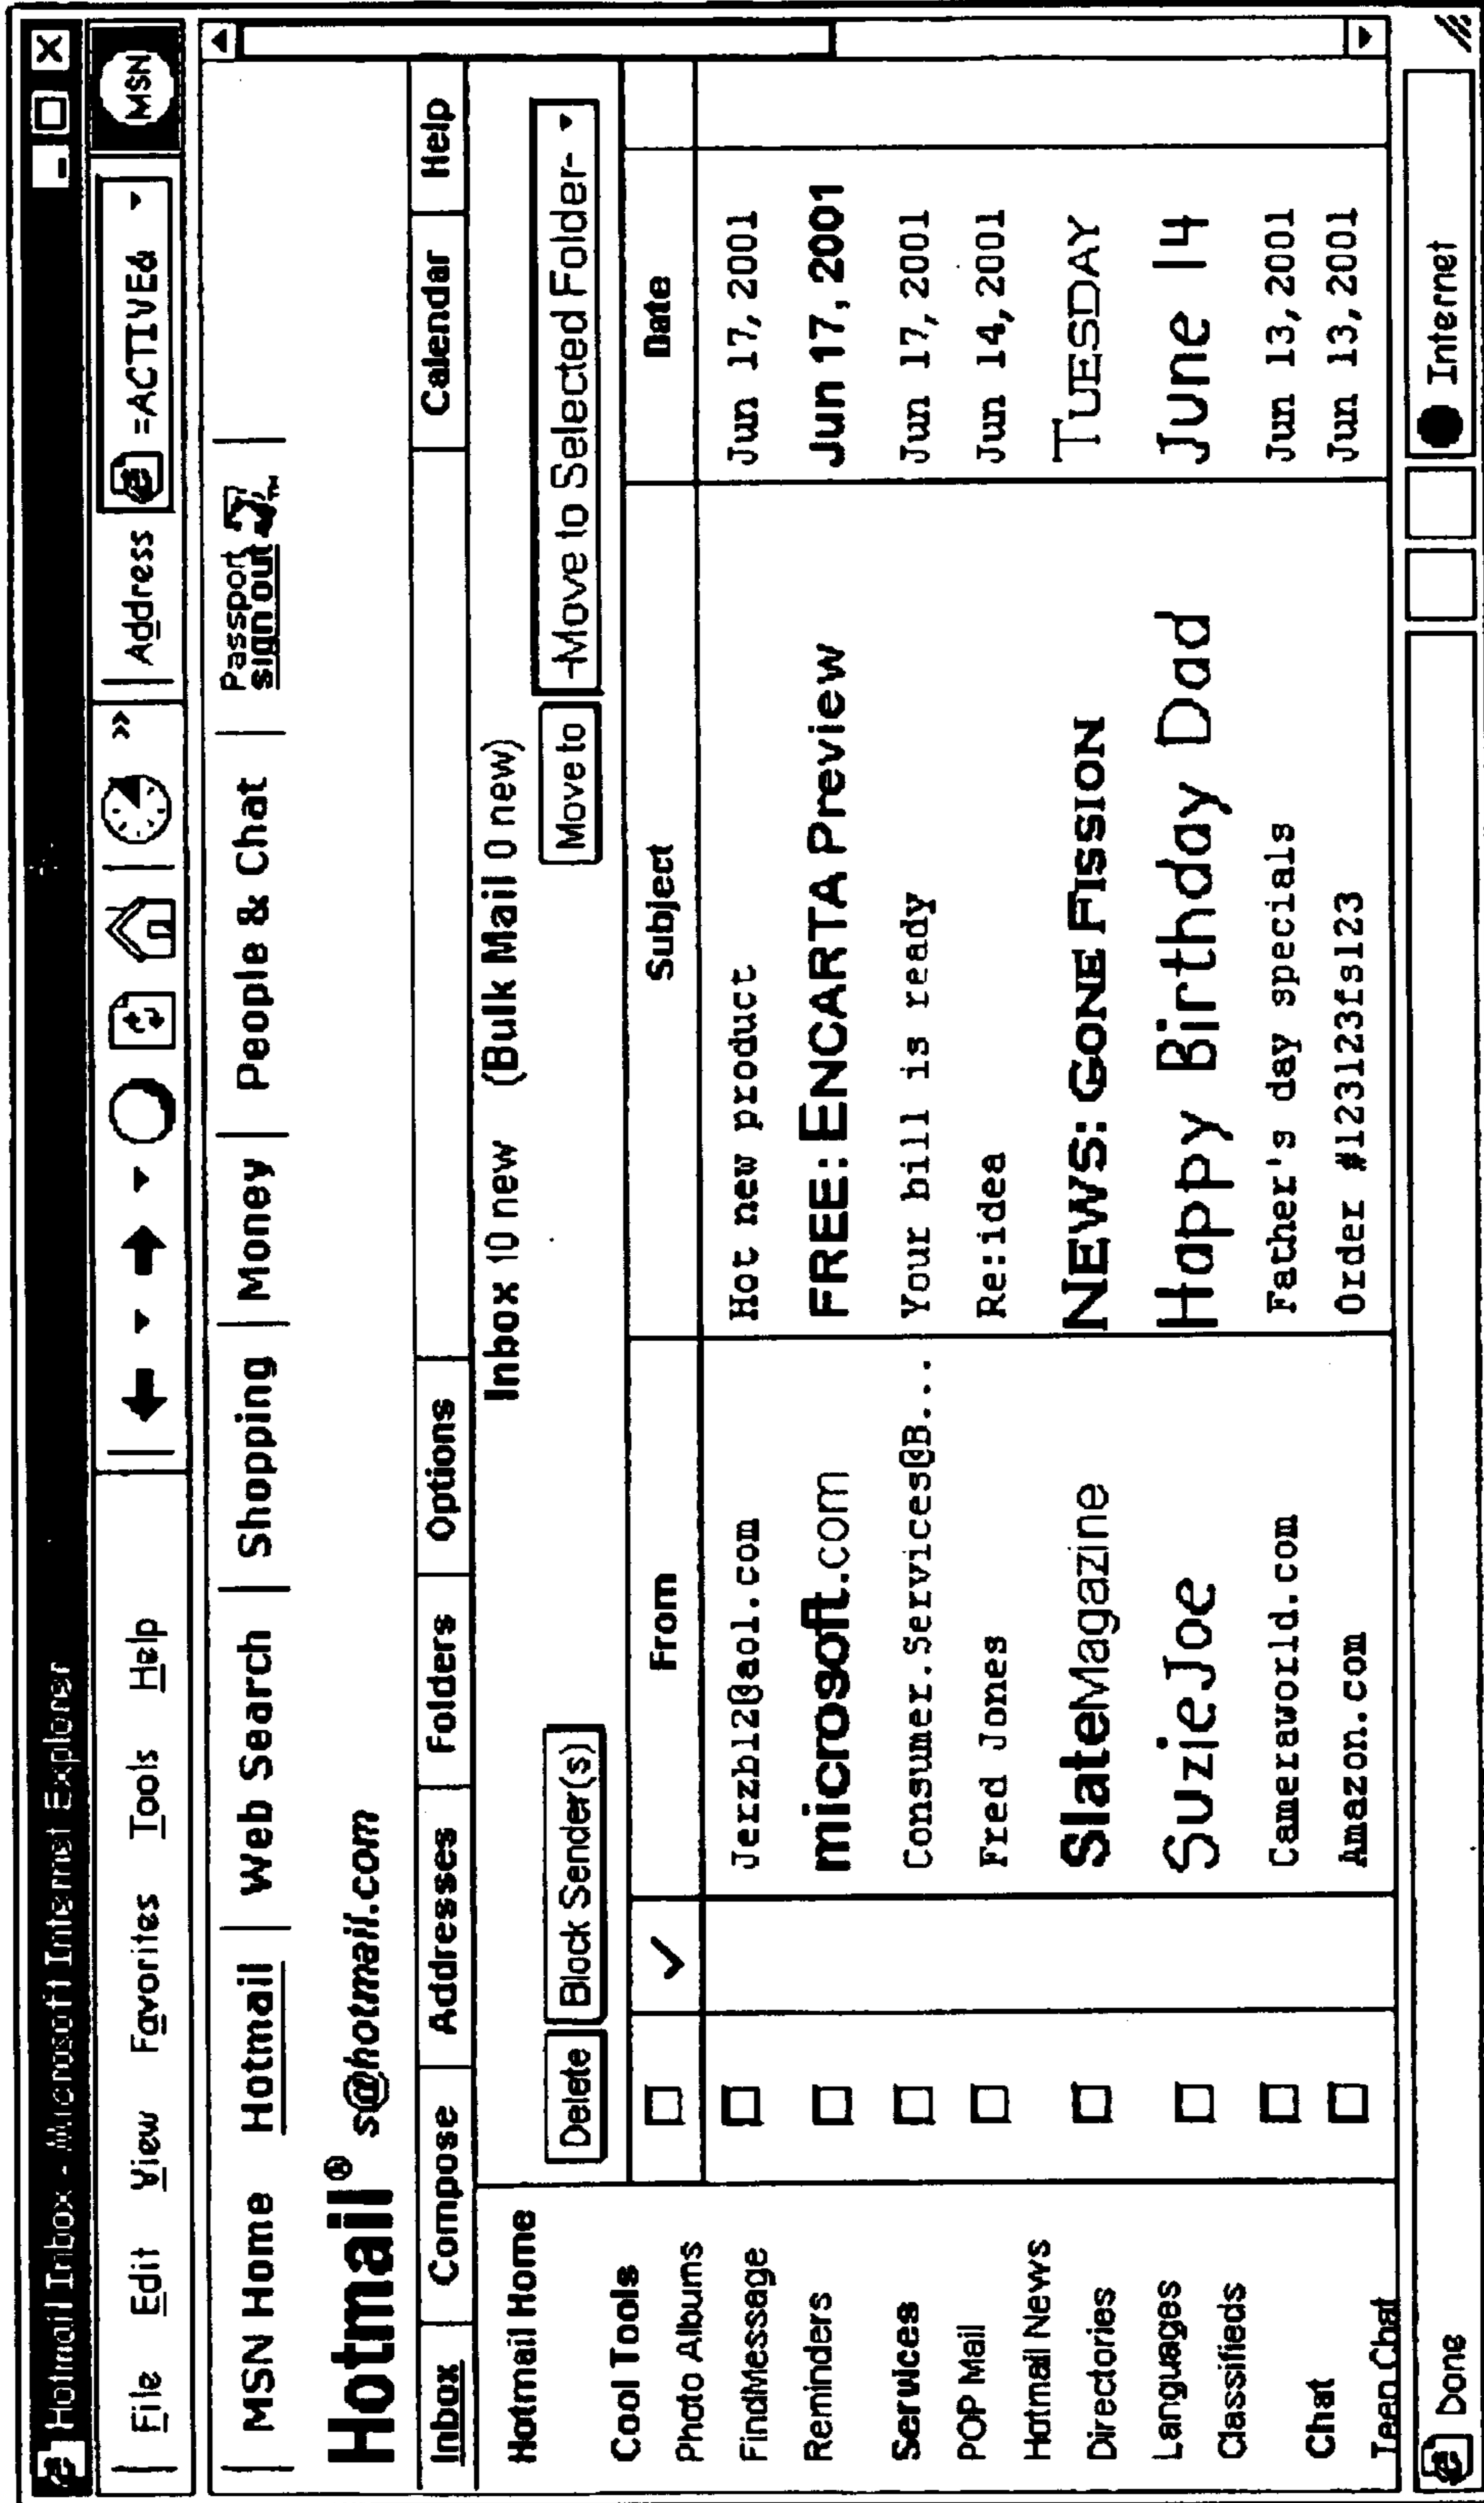 Hotmail Inbox - Microsoft Internet Explorer
File Edit View Favorites Tools Help » Address =ACTIVE& MSN
MSN Home Hotmail | Web Search | Shopping | Money | People & Chat | Passport sign out |
Hotmail® s@hotmail.com
Inbox Compose Addresses Folders Options Calendar Help
Hotmail Home
Inbox 10 new (Bulk Mail 0 new)
Delete Block Sender(s) Move to -Move to Selected Folder-
From Subject Date
Jerzbl2@aol.com Hot new product Jun 17, 2001
microsoft.com FREE: ENCARTA Preview Jun 17, 2001
Consumer.Services@B... Your bill is ready Jun 17, 2001
Fred Jones Re:idea Jun 14, 2001
SlateMagazine NEWS: GONE FISSION TUESDAY
SuzieJoe Happy Birthday Dad June 14
Cameraworld.com Father's day specials Jun 13, 2001
Amazon.com Order #123123fsl23 Jun 13, 2001
Cool Tools
Photo Albums
FindMessage
Reminders
Services
POP Mail
Hotmail News
Directories
Languages
Classifieds
Chat
Teen Chat
Done Internet